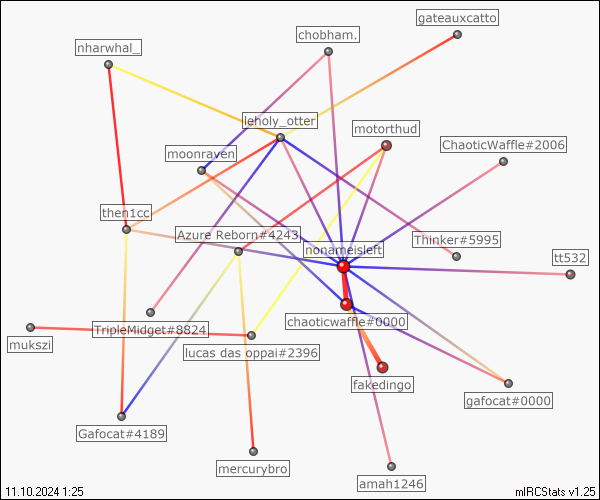 gateauxcatto
chobham.
nharwhal_
leholy_otter
motorthud
ChaoticWaffle#2006
moonraven
then1cc
Azure Reborn#4243
Thinker#5995
nonameisleft
tt532
chaoticwaffle#0000
TripleMidget#8824
mukszi
lucas das oppai#2396
fakedingo
gafocat#0000
Gafocat#4189
mercurybro
amah1246
11.10.2024 1:25
mIRCStats v1.25